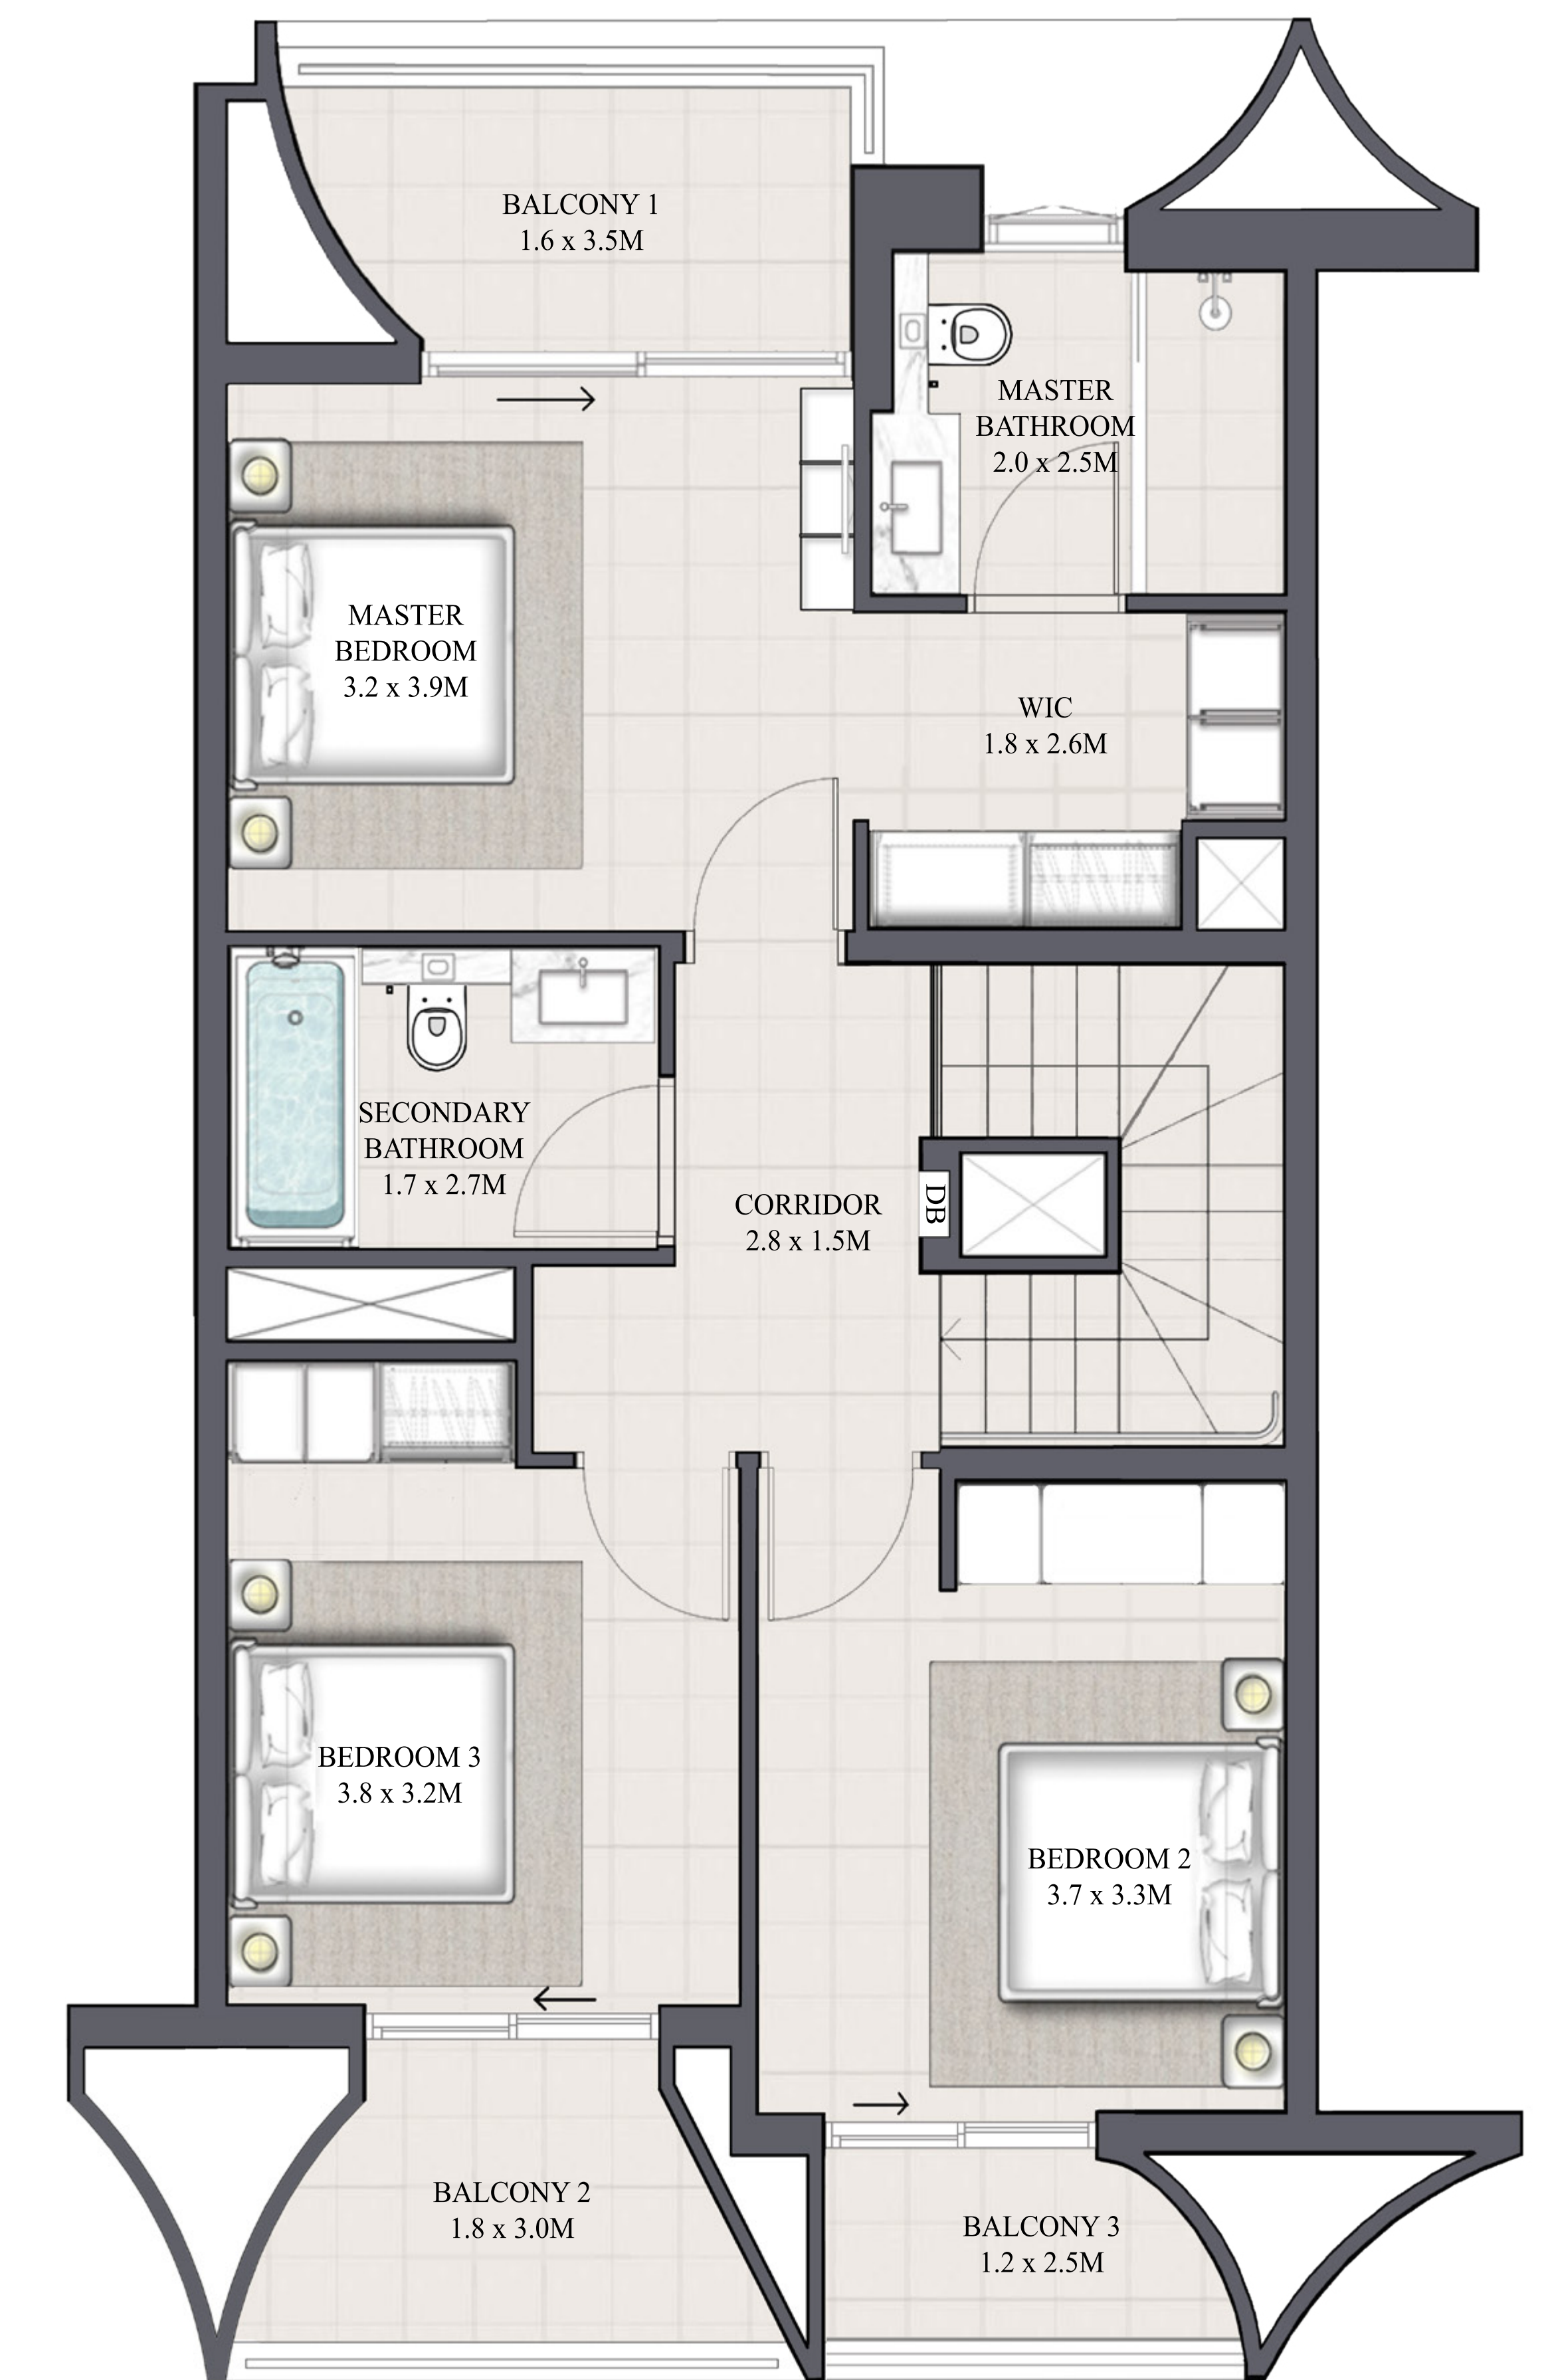 BALCONY 1
1.6 x 3.5M
MASTER
BATHROOM
2.0 x 2.5M
MASTER
BEDROOM
3.2 x 3.9M
WIC
1.8 x 2.6M
SECONDARY
BATHROOM
1.7 x 2.7M
CORRIDOR
2.8 x 1.5M
DB
BEDROOM 3
3.8 x 3.2M
BEDROOM 2
3.7 x 3.3M
BALCONY 2
1.8 x 3.0M
BALCONY 3
1.2 x 2.5M